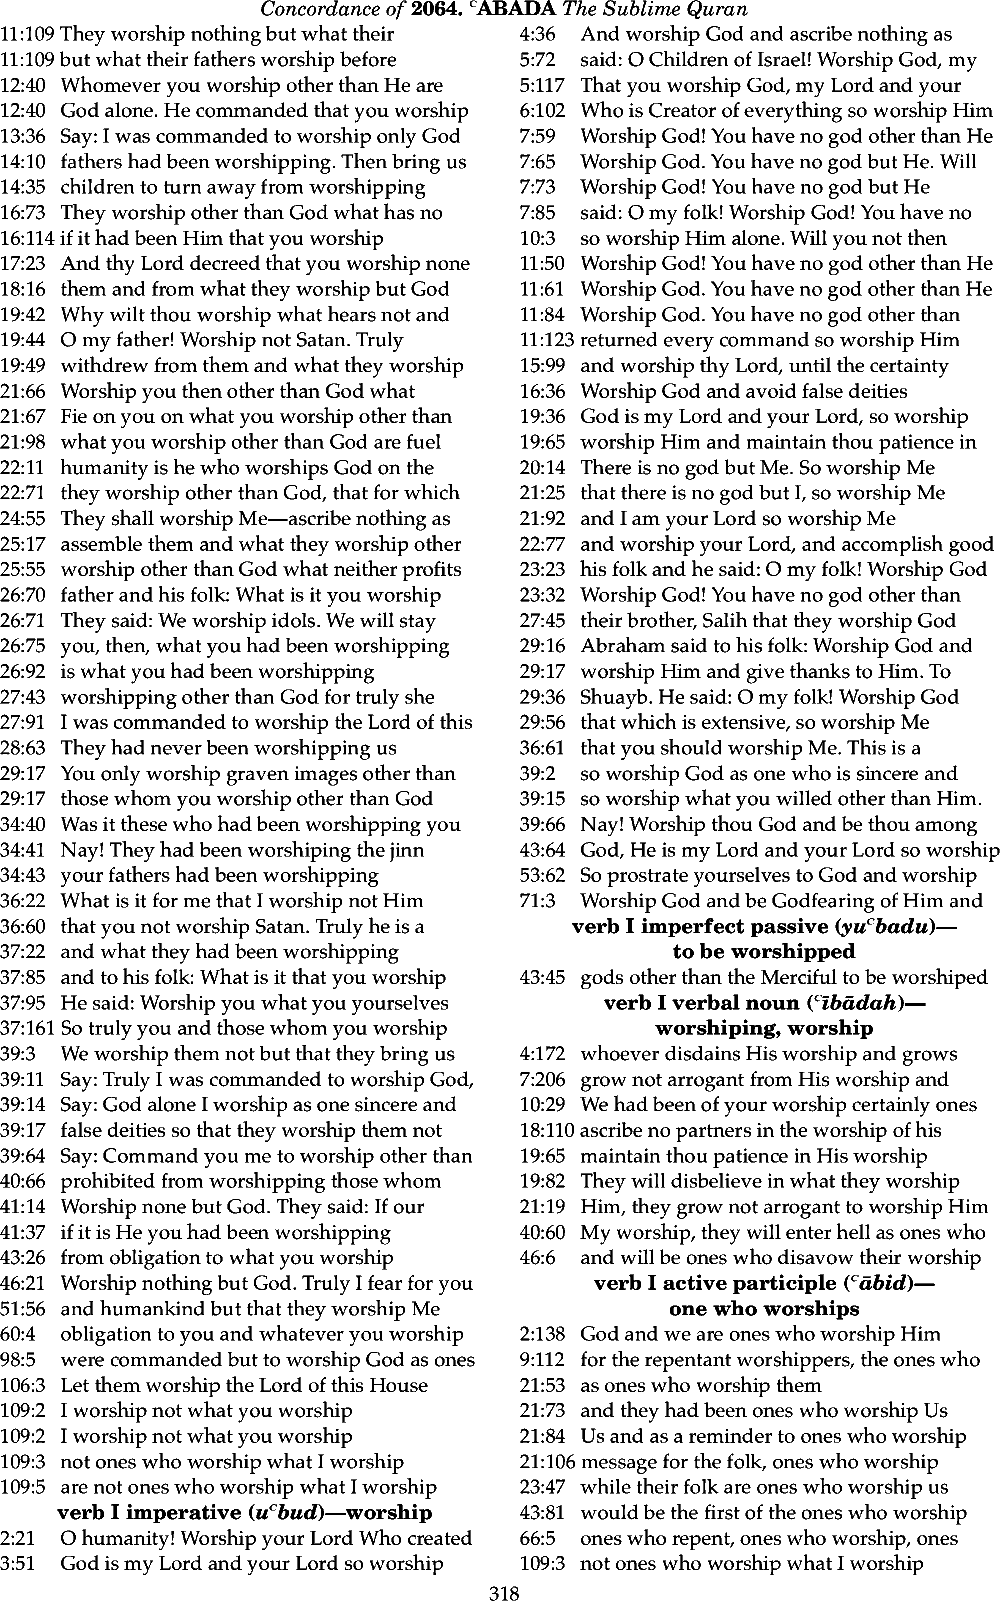 Concordance of 2064. ᶜABADA The Sublime Quran
11:109 They worship nothing but what their
11:109 but what their fathers worship before
12:40 Whomever you worship other than He are
12:40 God alone. He commanded that you worship
13:36 Say: I was commanded to worship only God
14:10 fathers had been worshipping. Then bring us
14:35 children to turn away from worshipping
16:73 They worship other than God what has no
16:114 if it had been Him that you worship
17:23 And thy Lord decreed that you worship none
18:16 them and from what they worship but God
19:42 Why wilt thou worship what hears not and
19:44 O my father! Worship not Satan. Truly
19:49 withdrew from them and what they worship
21:66 Worship you then other than God what
21:67 Fie on you on what you worship other than
21:98 what you worship other than God are fuel
22:11 humanity is he who worships God on the
22:71 they worship other than God, that for which
24:55 They shall worship Me—ascribe nothing as
25:17 assemble them and what they worship other
25:55 worship other than God what neither profits
26:70 father and his folk: What is it you worship
26:71 They said: We worship idols. We will stay
26:75 you, then, what you had been worshipping
26:92 is what you had been worshipping
27:43 worshipping other than God for truly she
27:91 I was commanded to worship the Lord of this
28:63 They had never been worshipping us
29:17 You only worship graven images other than
29:17 those whom you worship other than God
34:40 Was it these who had been worshipping you
34:41 Nay! They had been worshiping the jinn
34:43 your fathers had been worshipping
36:22 What is it for me that I worship not Him
36:60 that you not worship Satan. Truly he is a
37:22 and what they had been worshipping
37:85 and to his folk: What is it that you worship
37:95 He said: Worship you what you yourselves
37:161 So truly you and those whom you worship
39:3 We worship them not but that they bring us
39:11 Say: Truly I was commanded to worship God,
39:14 Say: God alone I worship as one sincere and
39:17 false deities so that they worship them not
39:64 Say: Command you me to worship other than
40:66 prohibited from worshipping those whom
41:14 Worship none but God. They said: If our
41:37 if it is He you had been worshipping
43:26 from obligation to what you worship
46:21 Worship nothing but God. Truly I fear for you
51:56 and humankind but that they worship Me
60:4 obligation to you and whatever you worship
98:5 were commanded but to worship God as ones
106:3 Let them worship the Lord of this House
109:2 I worship not what you worship
109:2 I worship not what you worship
109:3 not ones who worship what I worship
109:5 are not ones who worship what I worship
verb I imperative (uᶜbud)—worship
2:21 O humanity! Worship your Lord Who created
3:51 God is my Lord and your Lord so worship
4:36 And worship God and ascribe nothing as
5:72 said: O Children of Israel! Worship God, my
5:117 That you worship God, my Lord and your
6:102 Who is Creator of everything so worship Him
7:59 Worship God! You have no god other than He
7:65 Worship God. You have no god but He. Will
7:73 Worship God! You have no god but He
7:85 said: O my folk! Worship God! You have no
10:3 so worship Him alone. Will you not then
11:50 Worship God! You have no god other than He
11:61 Worship God. You have no god other than He
11:84 Worship God. You have no god other than
11:123 returned every command so worship Him
15:99 and worship thy Lord, until the certainty
16:36 Worship God and avoid false deities
19:36 God is my Lord and your Lord, so worship
19:65 worship Him and maintain thou patience in
20:14 There is no god but Me. So worship Me
21:25 that there is no god but I, so worship Me
21:92 and I am your Lord so worship Me
22:77 and worship your Lord, and accomplish good
23:23 his folk and he said: O my folk! Worship God
23:32 Worship God! You have no god other than
27:45 their brother, Salih that they worship God
29:16 Abraham said to his folk: Worship God and
29:17 worship Him and give thanks to Him. To
29:36 Shuayb. He said: O my folk! Worship God
29:56 that which is extensive, so worship Me
36:61 that you should worship Me. This is a
39:2 so worship God as one who is sincere and
39:15 so worship what you willed other than Him.
39:66 Nay! Worship thou God and be thou among
43:64 God, He is my Lord and your Lord so worship
53:62 So prostrate yourselves to God and worship
71:3 Worship God and be Godfearing of Him and
verb I imperfect passive (yuᶜbadu)—
to be worshipped
43:45 gods other than the Merciful to be worshiped
verb I verbal noun (ᶜībādah)—
worshiping, worship
4:172 whoever disdains His worship and grows
7:206 grow not arrogant from His worship and
10:29 We had been of your worship certainly ones
18:110 ascribe no partners in the worship of his
19:65 maintain thou patience in His worship
19:82 They will disbelieve in what they worship
21:19 Him, they grow not arrogant to worship Him
40:60 My worship, they will enter hell as ones who
46:6 and will be ones who disavow their worship
verb I active participle (ᶜābid)—
one who worships
2:138 God and we are ones who worship Him
9:112 for the repentant worshippers, the ones who
21:53 as ones who worship them
21:73 and they had been ones who worship Us
21:84 Us and as a reminder to ones who worship
21:106 message for the folk, ones who worship
23:47 while their folk are ones who worship us
43:81 would be the first of the ones who worship
66:5 ones who repent, ones who worship, ones
109:3 not ones who worship what I worship
318